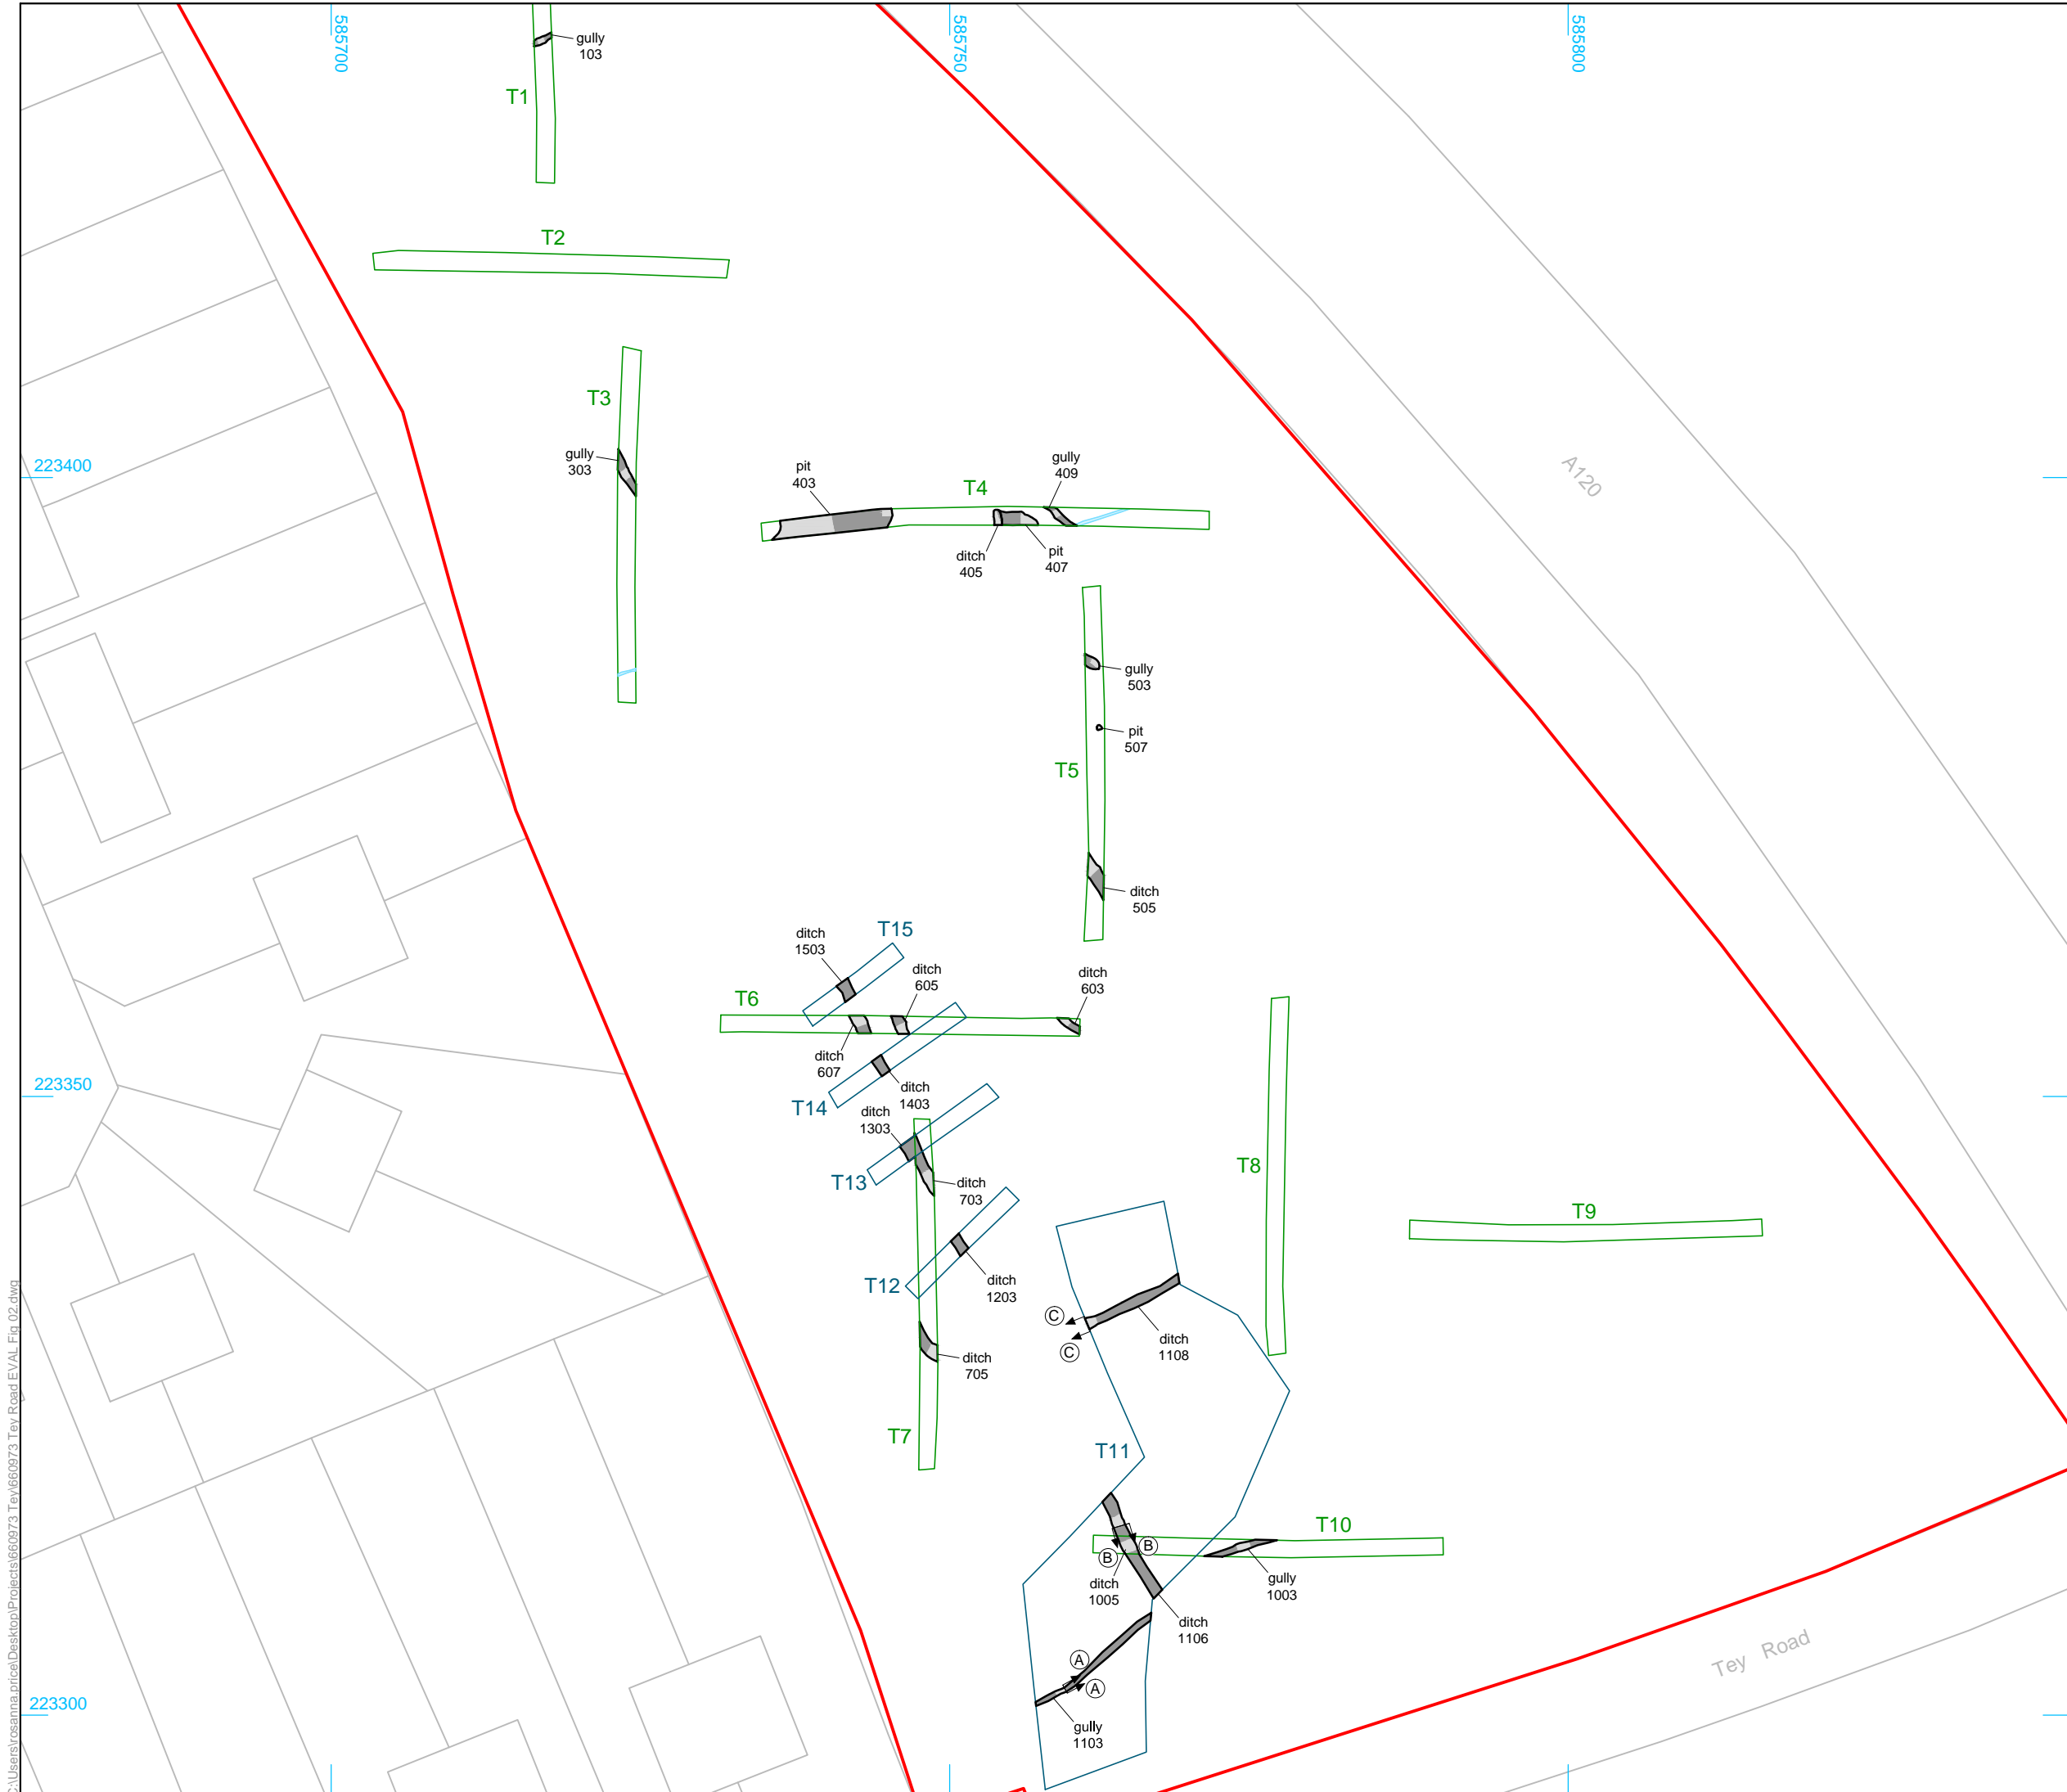 585700
585750
585800
gully
103
T1
T2
T3
gully
303
223400
A120
pit
403
T4
gully
409
ditch
405
pit
407
gully
503
pit
507
T5
ditch
505
ditch
1503
T15
ditch
605
ditch
603
T6
ditch
607
223350
T14
ditch
1403
ditch
1303
T13
ditch
703
T8
T9
T12
ditch
1203
C
C
ditch
1108
ditch
705
T7
T11
T10
B
B
ditch
1005
gully
1003
ditch
1106
Tey Road
A
A
223300
gully
1103
C:\Users\rosanna.price\Desktop\Projects\660973 Tey\660973 Tey Road EVAL Fig 02.dwg